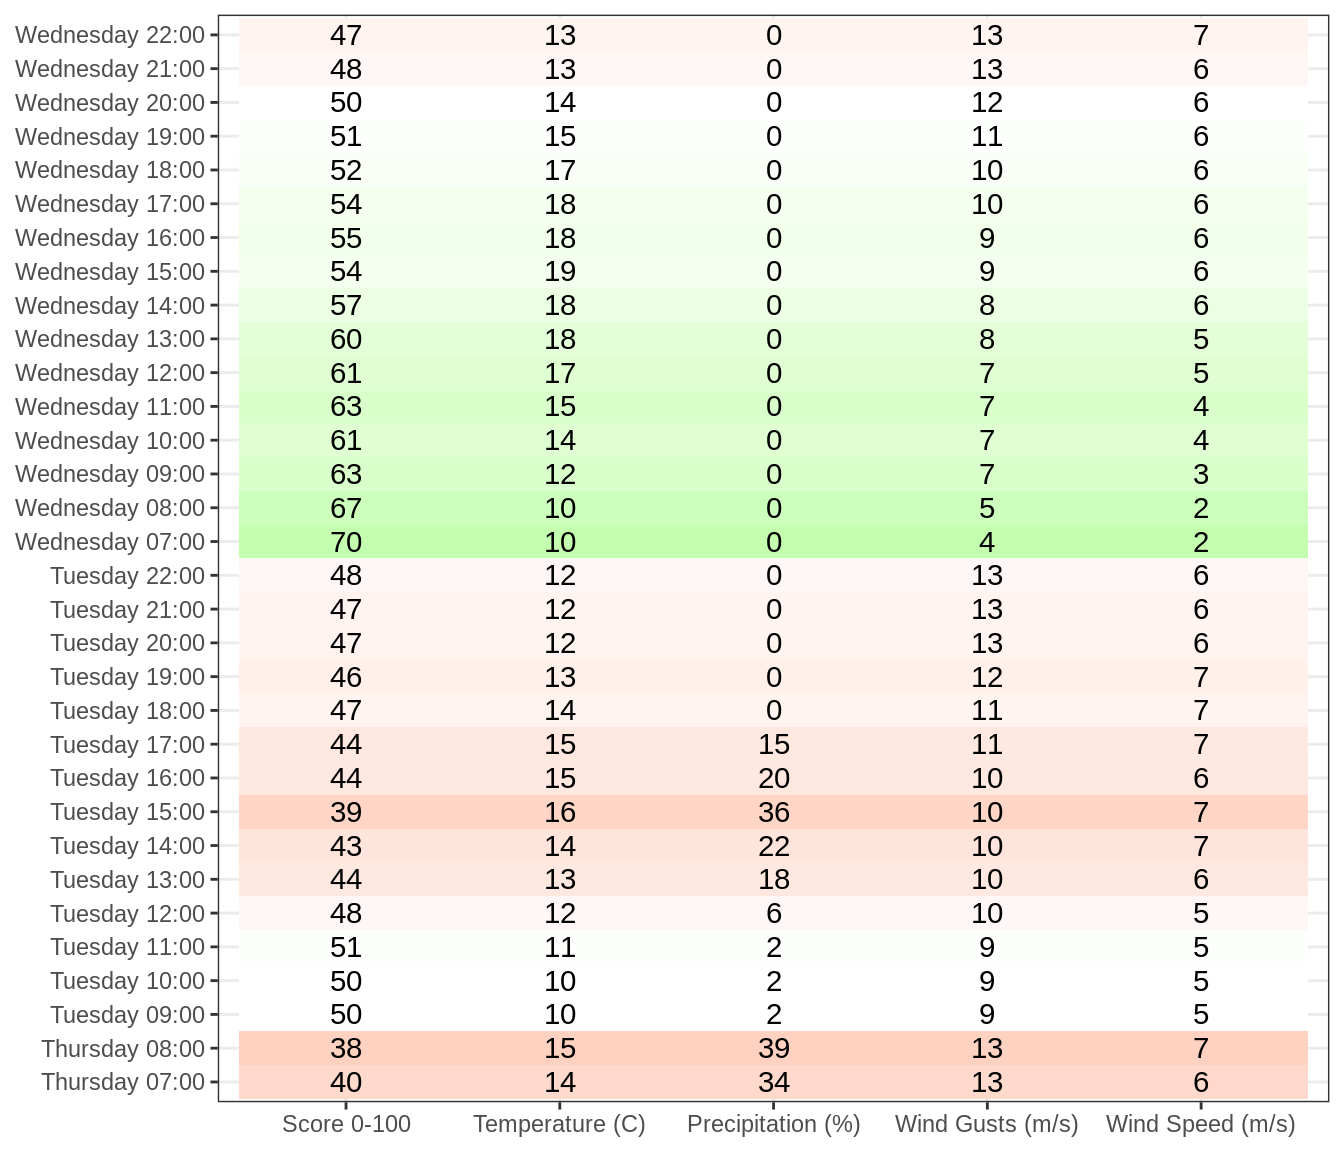 Wednesday 22:00 47 13 0 13 7
Wednesday 21:00 48 13 0 13 6
Wednesday 20:00 50 14 0 12 6
Wednesday 19:00 51 15 0 11 6
Wednesday 18:00 52 17 0 10 6
Wednesday 17:00 54 18 0 10 6
Wednesday 16:00 55 18 0 9 6
Wednesday 15:00 54 19 0 9 6
Wednesday 14:00 57 18 0 8 6
Wednesday 13:00 60 18 0 8 5
Wednesday 12:00 61 17 0 7 5
Wednesday 11:00 63 15 0 7 4
Wednesday 10:00 61 14 0 7 4
Wednesday 09:00 63 12 0 7 3
Wednesday 08:00 67 10 0 5 2
Wednesday 07:00 70 10 0 4 2
Tuesday 22:00 48 12 0 13 6
Tuesday 21:00 47 12 0 13 6
Tuesday 20:00 47 12 0 13 6
Tuesday 19:00 46 13 0 12 7
Tuesday 18:00 47 14 0 11 7
Tuesday 17:00 44 15 15 11 7
Tuesday 16:00 44 15 20 10 6
Tuesday 15:00 39 16 36 10 7
Tuesday 14:00 43 14 22 10 7
Tuesday 13:00 44 13 18 10 6
Tuesday 12:00 48 12 6 10 5
Tuesday 11:00 51 11 2 9 5
Tuesday 10:00 50 10 2 9 5
Tuesday 09:00 50 10 2 9 5
Thursday 08:00 38 15 39 13 7
Thursday 07:00 40 14 34 13 6
Score 0-100 Temperature (C) Precipitation (%) Wind Gusts (m/s) Wind Speed (m/s)